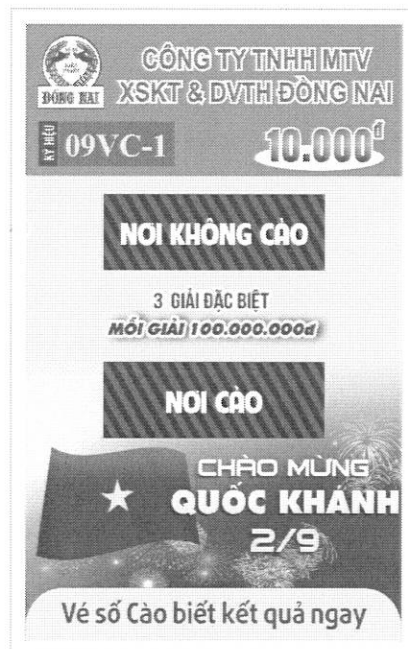 CÔNG TY TNHH MTV
XSKT & DVTH ĐỒNG NAI
ĐỒNG NAI
KÝ HIỆU 09VC-1
10.000đ
NƠI KHÔNG CÀO
3 GIẢI ĐẶC BIỆT
MỖI GIẢI 100.000.000đ
NƠI CÀO
CHÀO MỪNG
QUỐC KHÁNH
2/9
Vé số Cào biết kết quả ngay